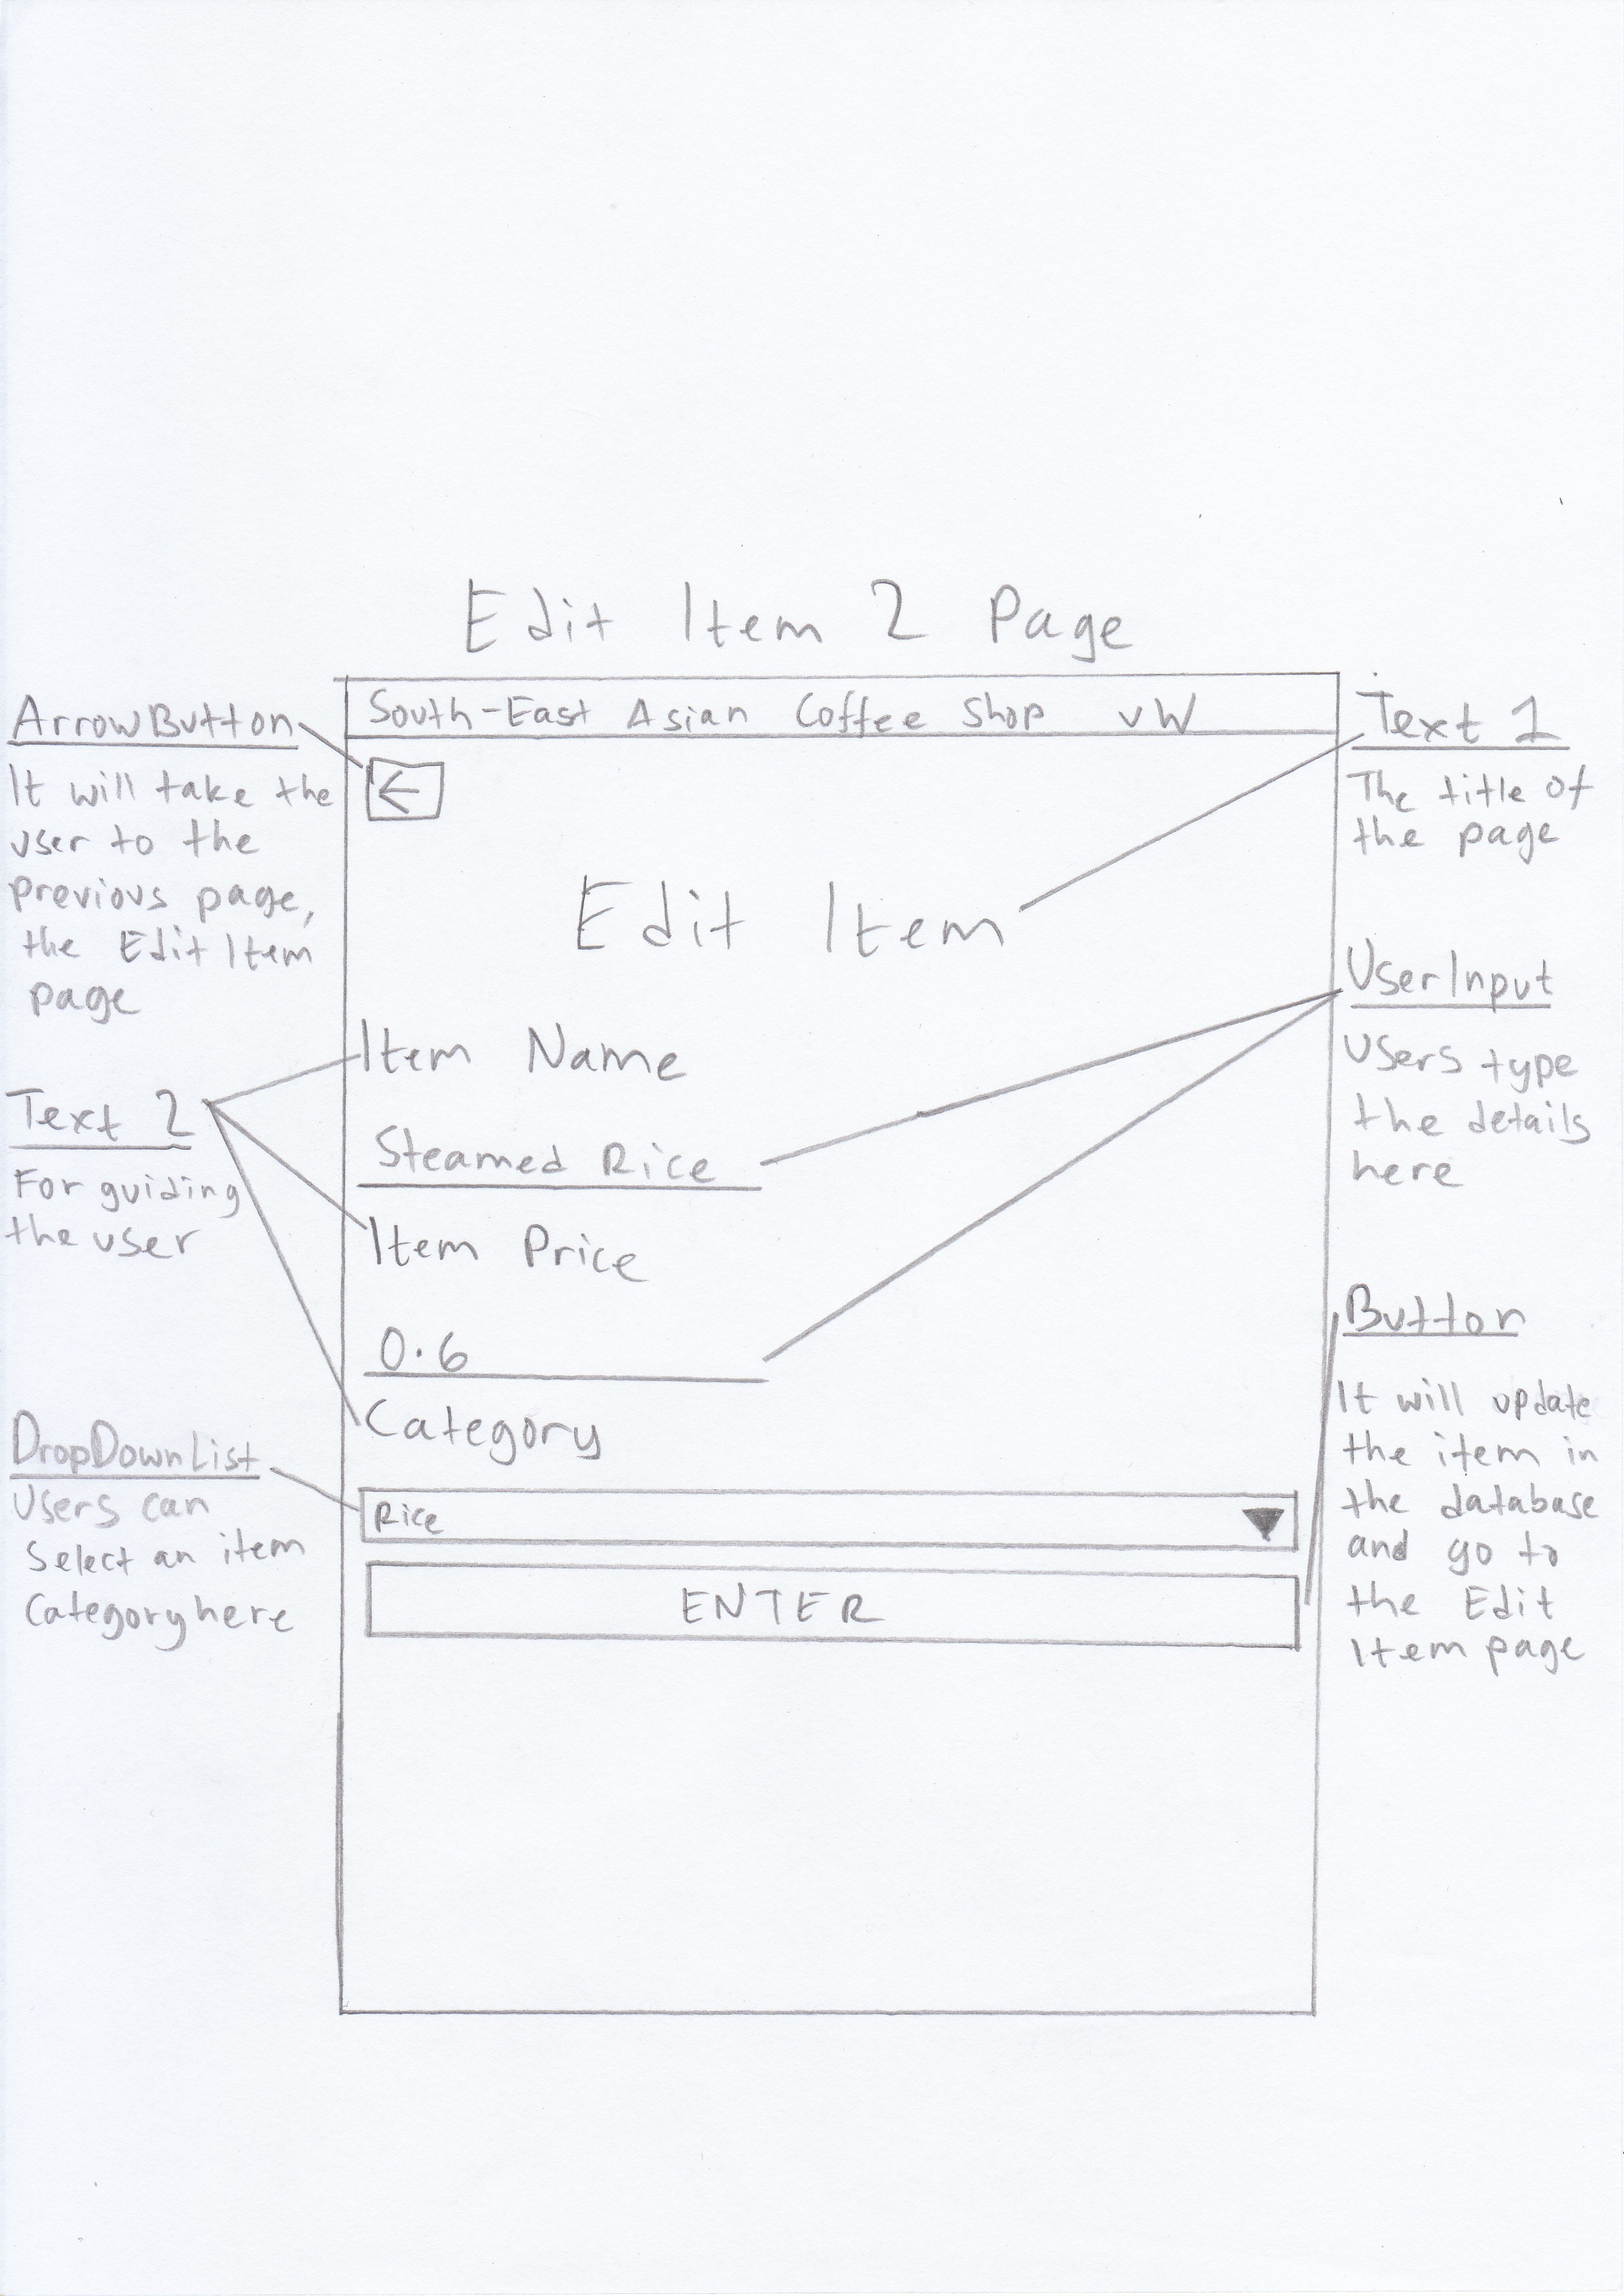 Edit Item 2 Page
South-East Asian Coffee Shop VW
←
Edit Item
Item Name
Steamed Rice
Item Price
0.6
Category
Rice
ENTER
ArrowButton
It will take the
user to the
previous page,
the Edit Item
page
Text 2
For guiding
the user
DropDownList
Users can
Select an item
Category here
Text 1
The title of
the page
UserInput
Users type
the details
here
Button
It will update
the item in
the database
and go to
the Edit
Item page